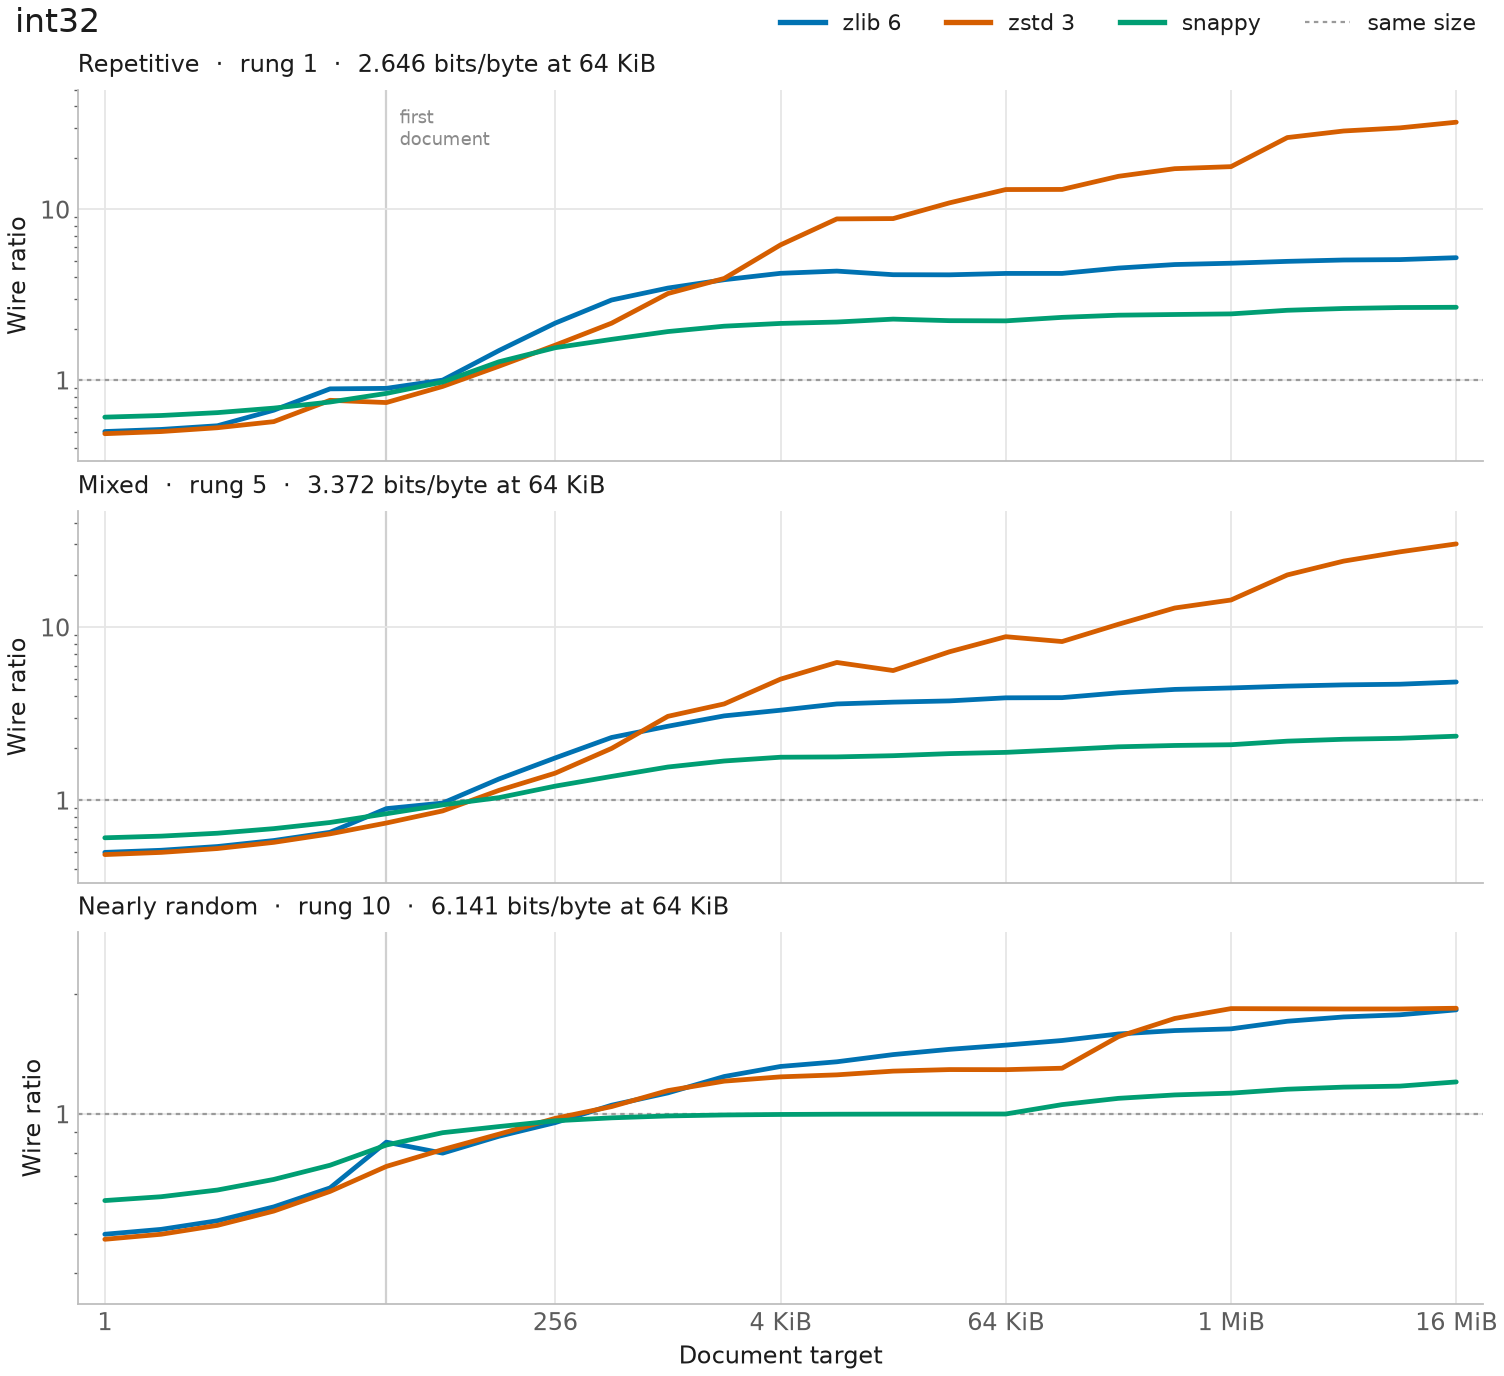 int32
zlib 6 zstd 3 snappy same size
Repetitive · rung 1 · 2.646 bits/byte at 64 KiB
first
document
10
1
Wire ratio
Mixed · rung 5 · 3.372 bits/byte at 64 KiB
10
1
Wire ratio
Nearly random · rung 10 · 6.141 bits/byte at 64 KiB
1
Wire ratio
1 256 4 KiB 64 KiB 1 MiB 16 MiB
Document target